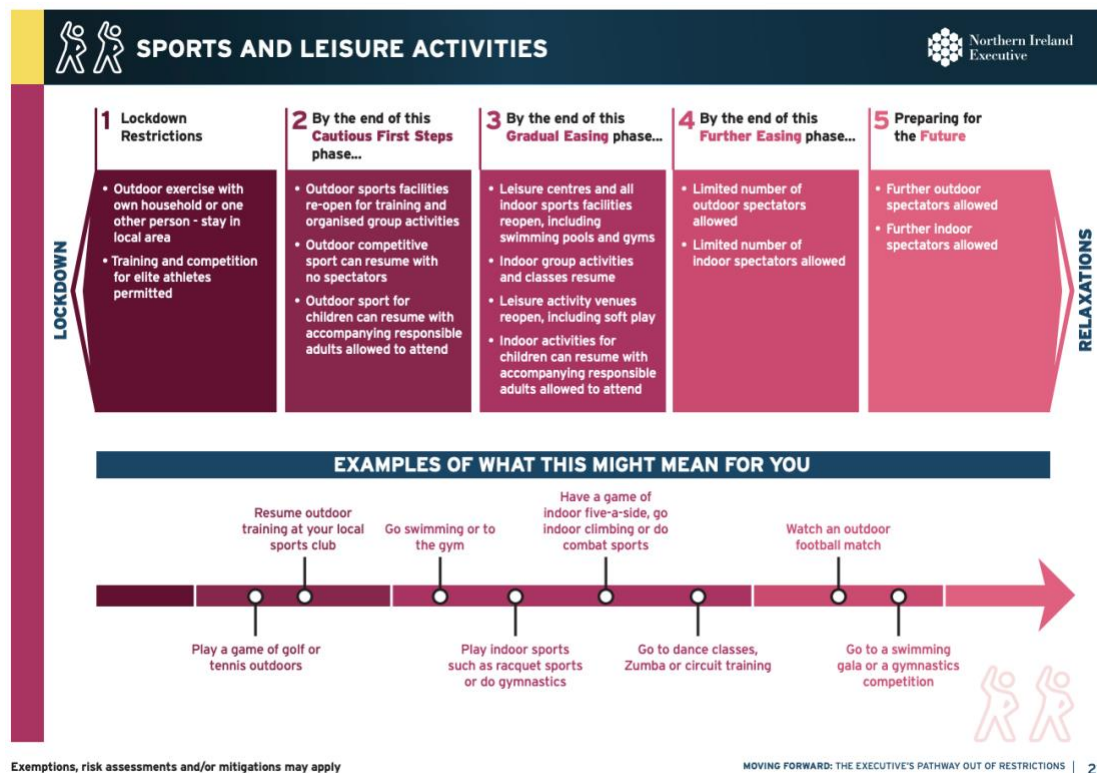 SPORTS AND LEISURE ACTIVITIES
Northern Ireland
Executive
1 Lockdown
Restrictions
2 By the end of this
Cautious First Steps
phase...
3 By the end of this
Gradual Easing phase...
4 By the end of this
Further Easing phase...
5 Preparing for
the Future
LOCKDOWN
• Outdoor exercise with
own household or one
other person - stay in
local area
• Training and competition
for elite athletes
permitted
• Outdoor sports facilities
re-open for training and
organised group activities
• Outdoor competitive
sport can resume with
no spectators
• Outdoor sport for
children can resume with
accompanying responsible
adults allowed to attend
• Leisure centres and all
indoor sports facilities
reopen, including
swimming pools and gyms
• Indoor group activities
and classes resume
• Leisure activity venues
reopen, including soft play
• Indoor activities for
children can resume with
accompanying responsible
adults allowed to attend
• Limited number of
outdoor spectators
allowed
• Limited number of
indoor spectators allowed
• Further outdoor
spectators allowed
• Further indoor
spectators allowed
RELAXATIONS
EXAMPLES OF WHAT THIS MIGHT MEAN FOR YOU
Resume outdoor
training at your local
sports club
Go swimming or to
the gym
Have a game of
indoor five-a-side, go
indoor climbing or do
combat sports
Watch an outdoor
football match
Play a game of golf or
tennis outdoors
Play indoor sports
such as racquet sports
or do gymnastics
Go to dance classes,
Zumba or circuit training
Go to a swimming
gala or a gymnastics
competition
Exemptions, risk assessments and/or mitigations may apply
MOVING FORWARD: THE EXECUTIVE'S PATHWAY OUT OF RESTRICTIONS | 2